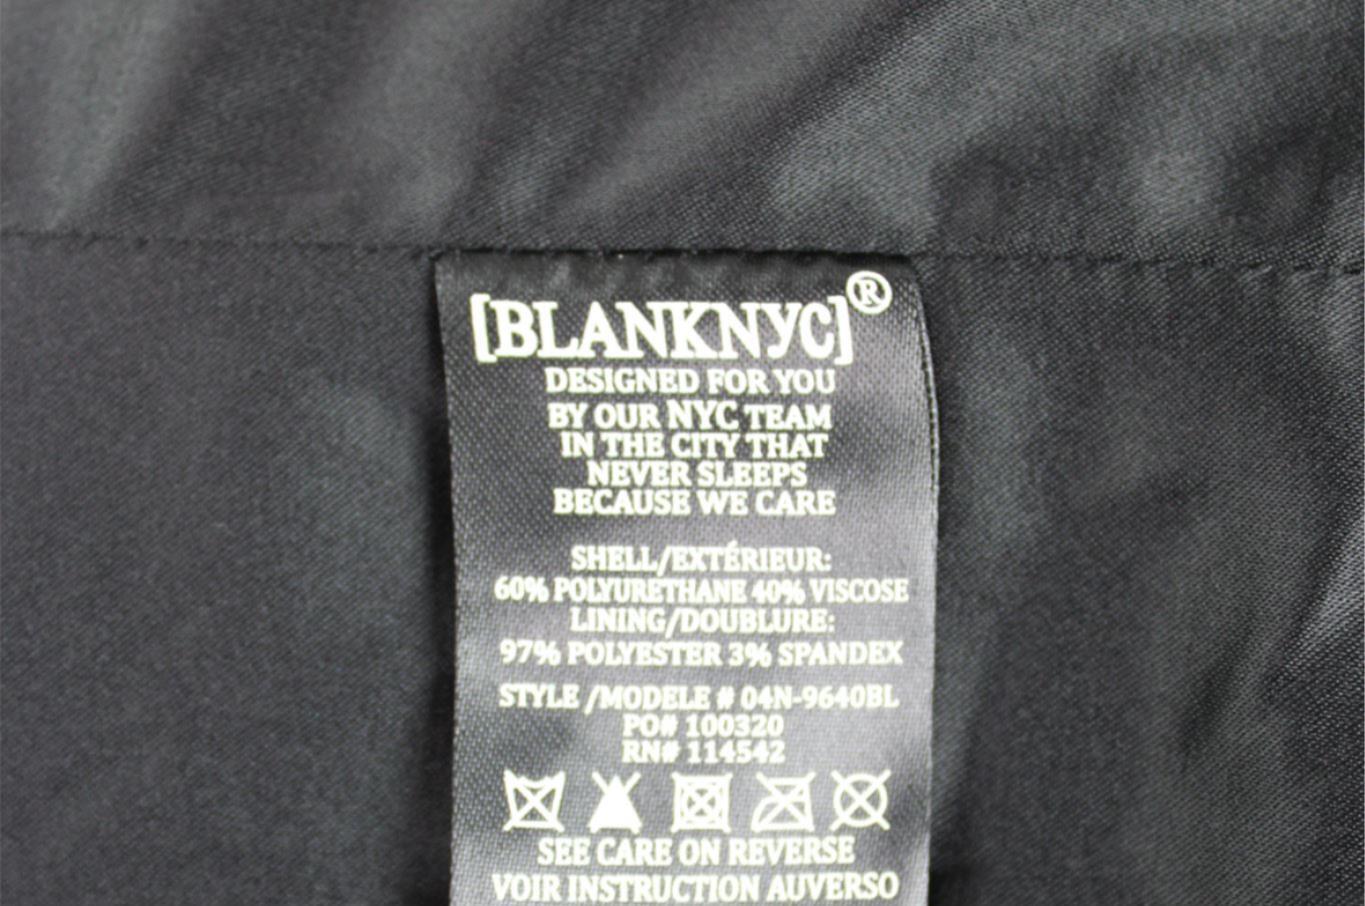 [BLANKNYC]®
DESIGNED FOR YOU
BY OUR NYC TEAM
IN THE CITY THAT
NEVER SLEEPS
BECAUSE WE CARE
SHELL/EXTÉRIEUR:
60% POLYURETHANE 40% VISCOSE
LINING/DOUBLURE:
97% POLYESTER 3% SPANDEX
STYLE /MODELE # 04N-9640BL
PO# 100320
RN# 114542
SEE CARE ON REVERSE
VOIR INSTRUCTION AUVERSO